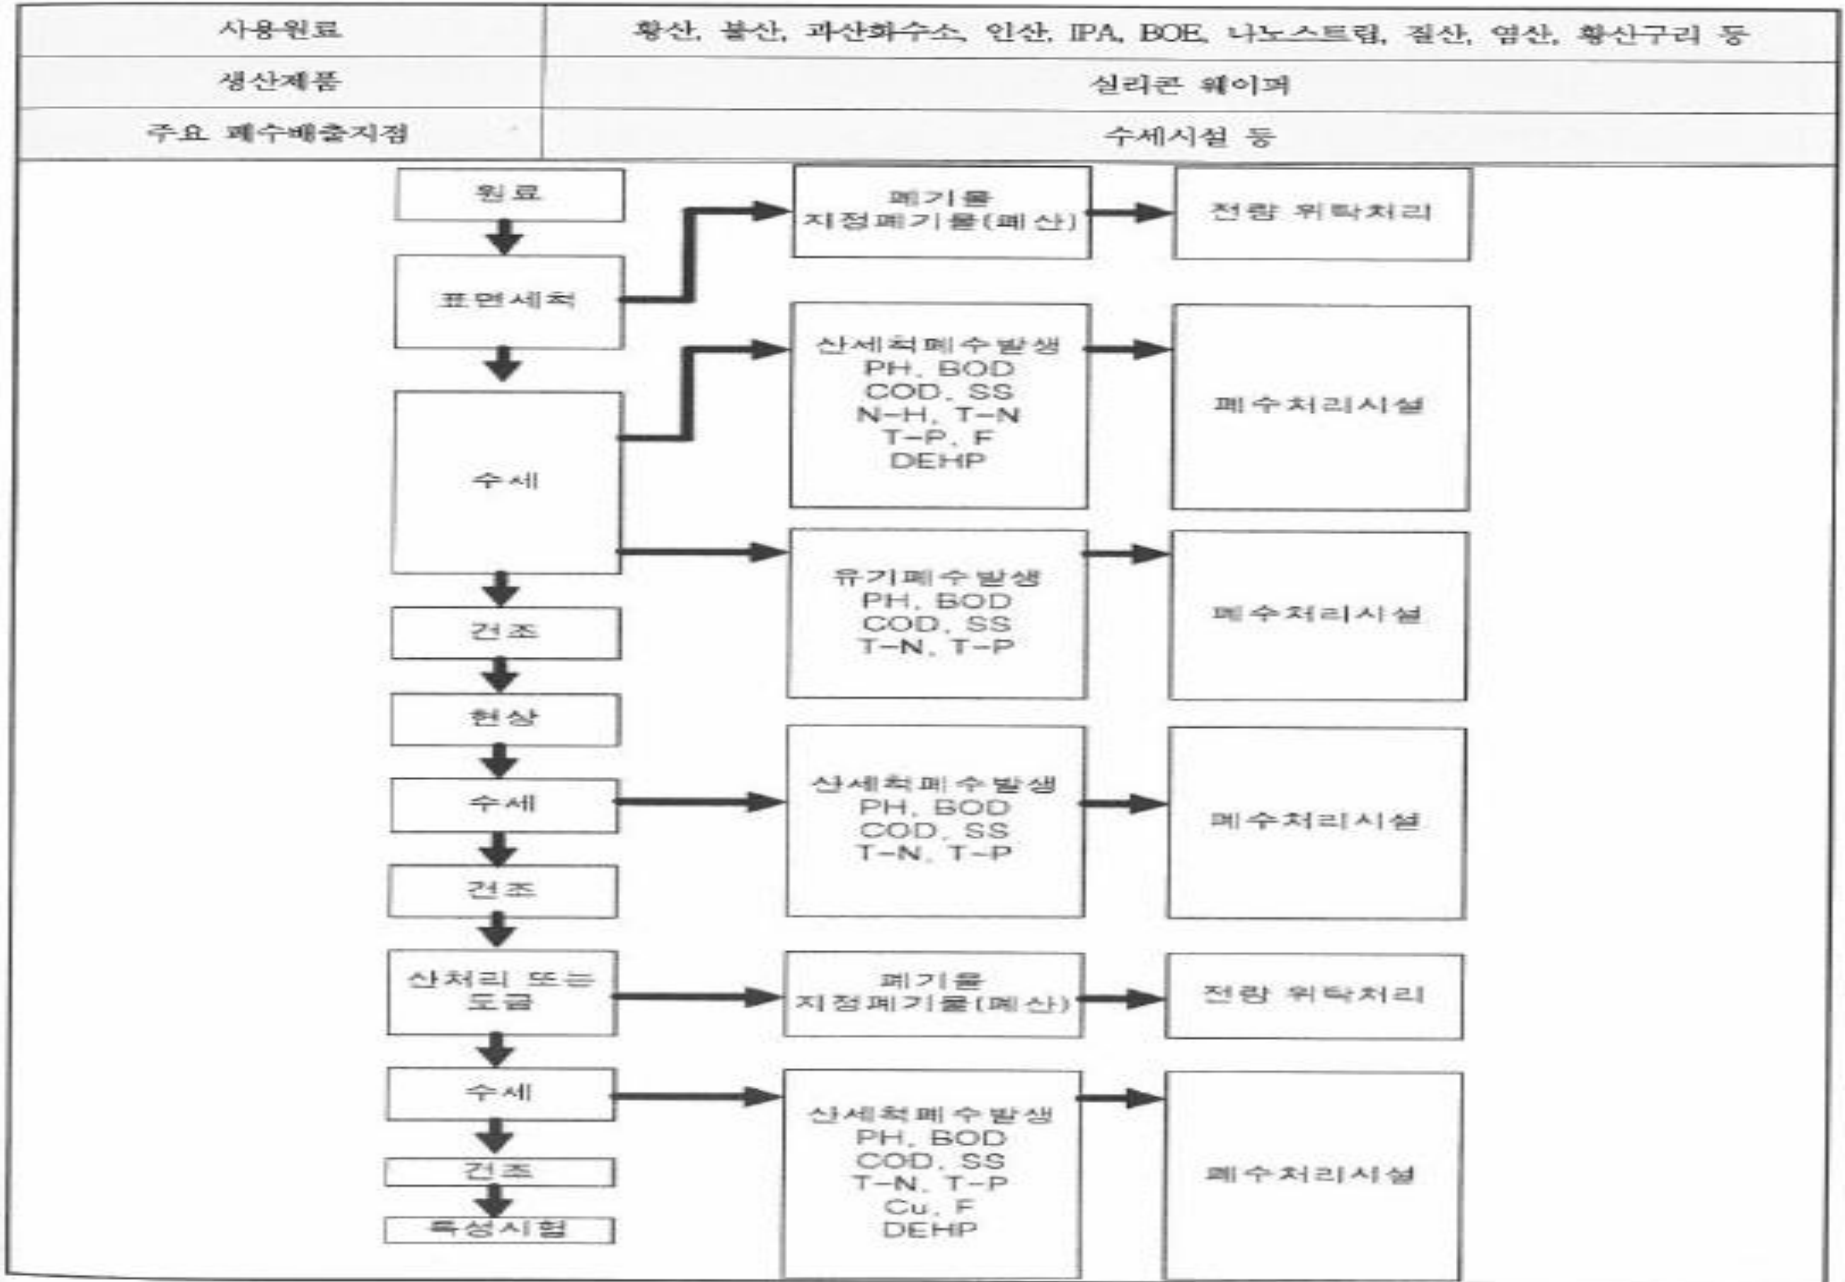 사용원료
황산, 불산, 과산화수소, 인산, IPA, BOE, 나노스트립, 질산, 염산, 황산구리 등
생산제품
실리콘 웨이퍼
주요 폐수배출지점
수세시설 등
원료
폐기물
지정폐기물(폐산)
전량 위탁처리
표면세척
산세척폐수발생
PH, BOD
COD, SS
N-H, T-N
T-P, F
DEHP
폐수처리시설
수세
유기폐수발생
PH, BOD
COD, SS
T-N, T-P
폐수처리시설
건조
현상
수세
산세척폐수발생
PH, BOD
COD, SS
T-N, T-P
폐수처리시설
건조
산처리 또는
도금
폐기물
지정폐기물(폐산)
전량 위탁처리
수세
산세척폐수발생
PH, BOD
COD, SS
T-N, T-P
Cu, F
DEHP
폐수처리시설
건조
특성시험